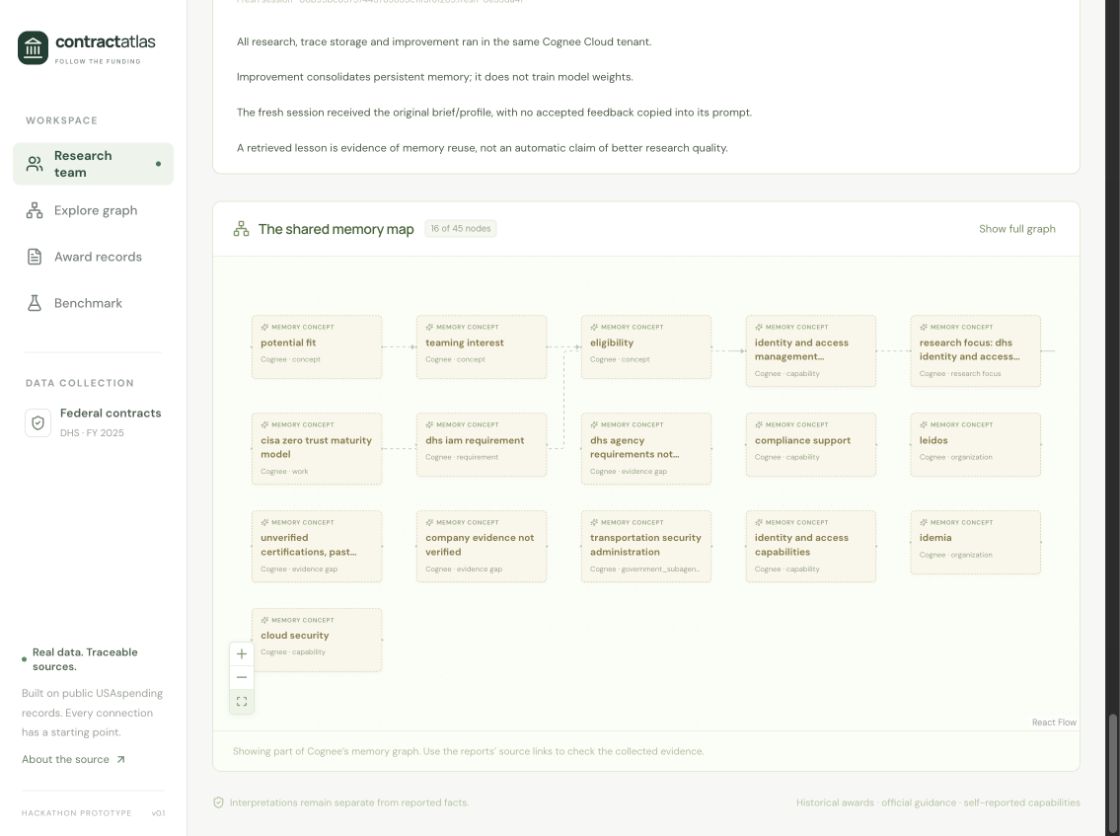 contractatlas
FOLLOW THE FUNDING
WORKSPACE
Research
team
Explore graph
Award records
Benchmark
DATA COLLECTION
Federal contracts
DHS · FY 2025
Real data. Traceable
sources.
Built on public USAspending
records. Every connection
has a starting point.
About the source
HACKATHON PROTOTYPE v0.1
All research, trace storage and improvement ran in the same Cognee Cloud tenant.
Improvement consolidates persistent memory; it does not train model weights.
The fresh session received the original brief/profile, with no accepted feedback copied into its prompt.
A retrieved lesson is evidence of memory reuse, not an automatic claim of better research quality.
The shared memory map 16 of 45 nodes Show full graph
MEMORY CONCEPT
potential fit
Cognee · concept
MEMORY CONCEPT
teaming interest
Cognee · concept
MEMORY CONCEPT
eligibility
Cognee · concept
MEMORY CONCEPT
identity and access
management...
Cognee · capability
MEMORY CONCEPT
research focus: dhs
identity and access...
Cognee · research focus
MEMORY CONCEPT
cisa zero trust maturity
model
Cognee · work
MEMORY CONCEPT
dhs iam requirement
Cognee · requirement
MEMORY CONCEPT
dhs agency
requirements not...
Cognee · evidence gap
MEMORY CONCEPT
compliance support
Cognee · capability
MEMORY CONCEPT
leidos
Cognee · organization
MEMORY CONCEPT
unverified
certifications, past...
Cognee · evidence gap
MEMORY CONCEPT
company evidence not
verified
Cognee · evidence gap
MEMORY CONCEPT
transportation security
administration
Cognee · government_subagen...
MEMORY CONCEPT
identity and access
capabilities
Cognee · capability
MEMORY CONCEPT
idemia
Cognee · organization
MEMORY CONCEPT
cloud security
Cognee · capability
React Flow
Showing part of Cognee's memory graph. Use the reports' source links to check the collected evidence.
Interpretations remain separate from reported facts.
Historical awards · official guidance · self-reported capabilities